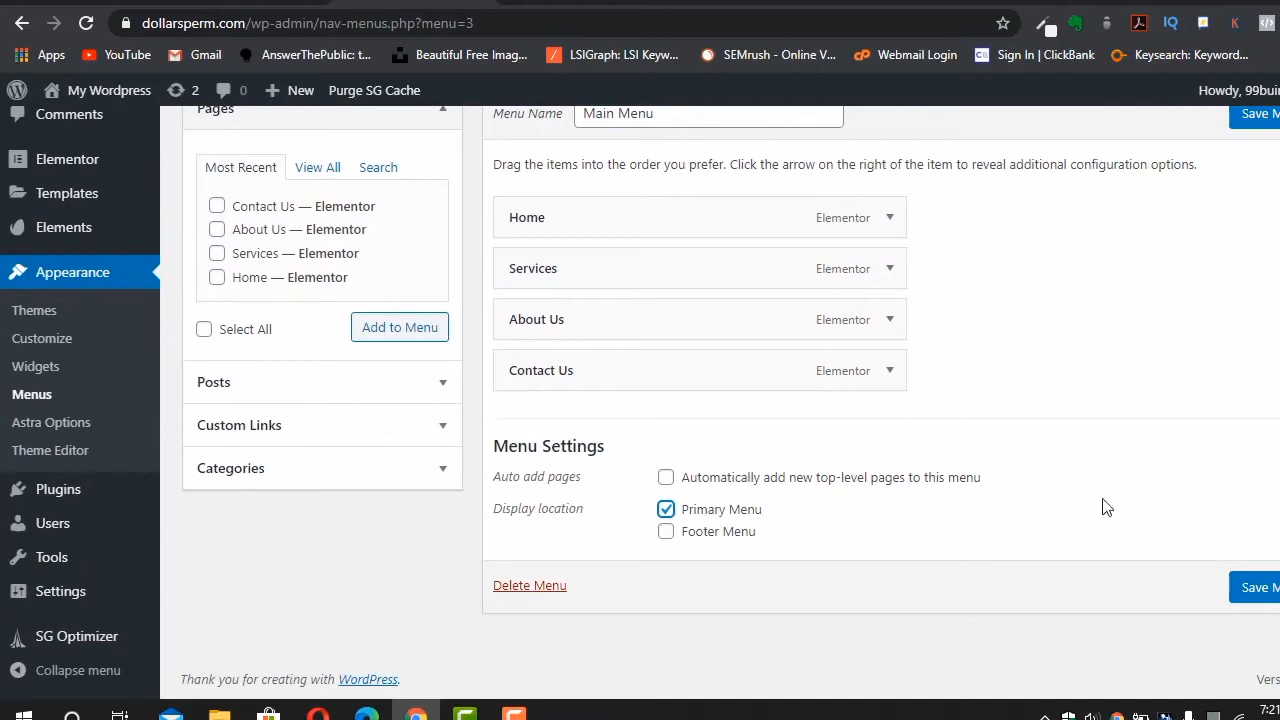 dollarsperm.com/wp-admin/nav-menus.php?menu=3
Apps YouTube Gmail AnswerThePublic: t... Beautiful Free Imag... LSIGraph: LSI Keyw... SEMrush - Online V... Webmail Login Sign In | ClickBank Keysearch: Keyword...
My Wordpress 2 0 New Purge SG Cache Howdy, 99buin
Comments
Elementor
Templates
Elements
Appearance
Themes
Customize
Widgets
Menus
Astra Options
Theme Editor
Plugins
Users
Tools
Settings
SG Optimizer
Collapse menu
Pages
Most Recent View All Search
Contact Us — Elementor
About Us — Elementor
Services — Elementor
Home — Elementor
Select All Add to Menu
Posts
Custom Links
Categories
Menu Name Main Menu Save M
Drag the items into the order you prefer. Click the arrow on the right of the item to reveal additional configuration options.
Home Elementor
Services Elementor
About Us Elementor
Contact Us Elementor
Menu Settings
Auto add pages Automatically add new top-level pages to this menu
Display location Primary Menu
Footer Menu
Delete Menu Save M
Thank you for creating with WordPress. Vers
7:21